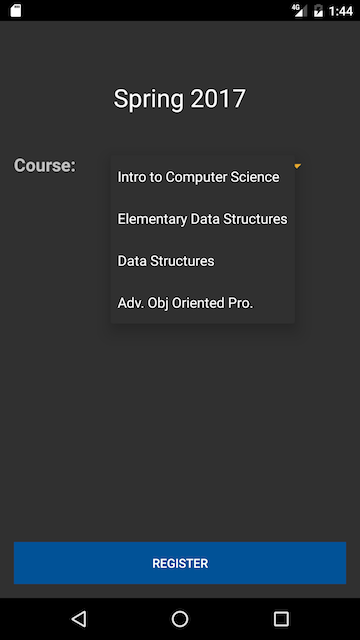 4G 1:44
Spring 2017
Course:
Intro to Computer Science
Elementary Data Structures
Data Structures
Adv. Obj Oriented Pro.
REGISTER